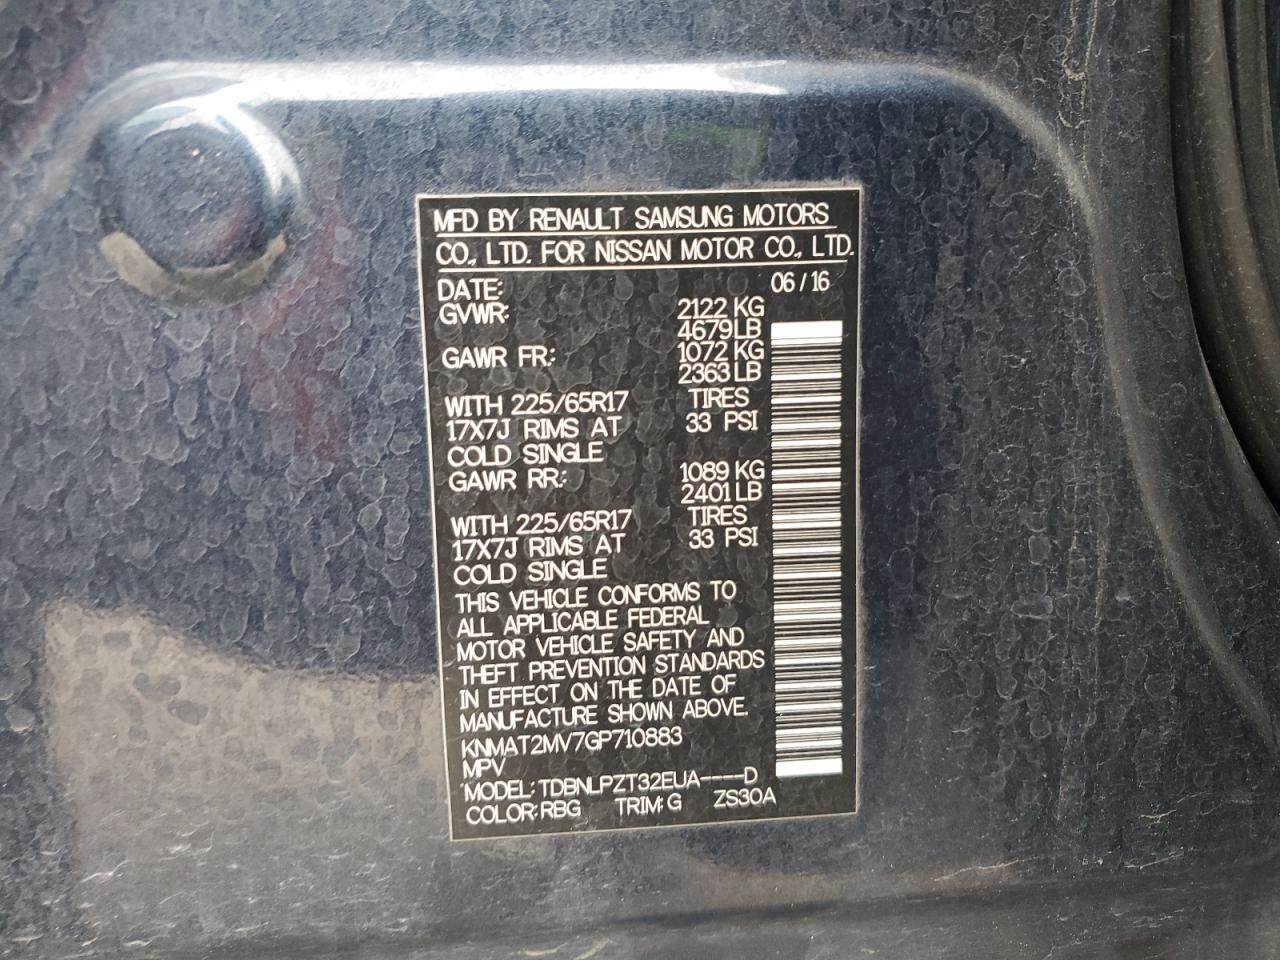 MFD BY RENAULT SAMSUNG MOTORS
CO., LTD. FOR NISSAN MOTOR CO., LTD.
DATE: 06/16
GVWR: 2122 KG
4679 LB
GAWR FR: 1072 KG
2363 LB
WITH 225/65R17 TIRES
17X7J RIMS AT 33 PSI
COLD SINGLE
GAWR RR: 1089 KG
2401 LB
WITH 225/65R17 TIRES
17X7J RIMS AT 33 PSI
COLD SINGLE
THIS VEHICLE CONFORMS TO
ALL APPLICABLE FEDERAL
MOTOR VEHICLE SAFETY AND
THEFT PREVENTION STANDARDS
IN EFFECT ON THE DATE OF
MANUFACTURE SHOWN ABOVE.
KNMAT2MV7GP710883
MPV
MODEL: TDBNLPZT32EUA----D
COLOR: RBG TRIM: G ZS30A